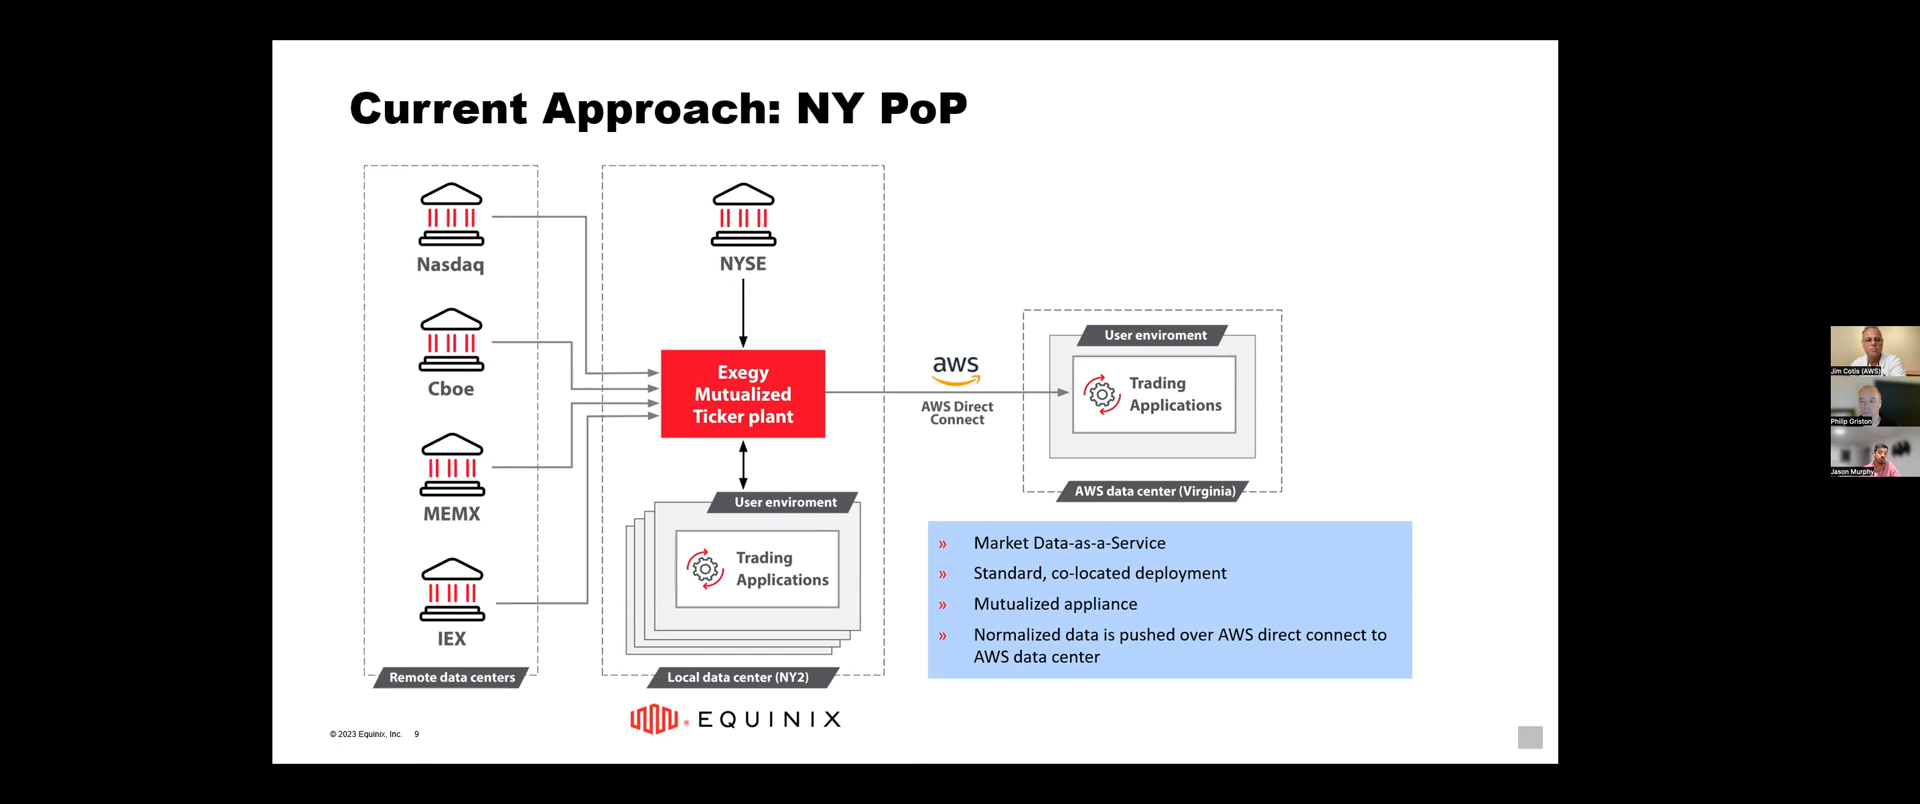 Current Approach: NY PoP
Nasdaq
Cboe
MEMX
IEX
Remote data centers
NYSE
Exegy
Mutualized
Ticker plant
User enviroment
Trading
Applications
Local data center (NY2)
EQUINIX
aws
AWS Direct
Connect
User enviroment
Trading
Applications
AWS data center (Virginia)
» Market Data-as-a-Service
» Standard, co-located deployment
» Mutualized appliance
» Normalized data is pushed over AWS direct connect to
AWS data center
© 2023 Equinix, Inc. 9
Jim Cotis (AWS)
Philip Griston
Jason Murphy